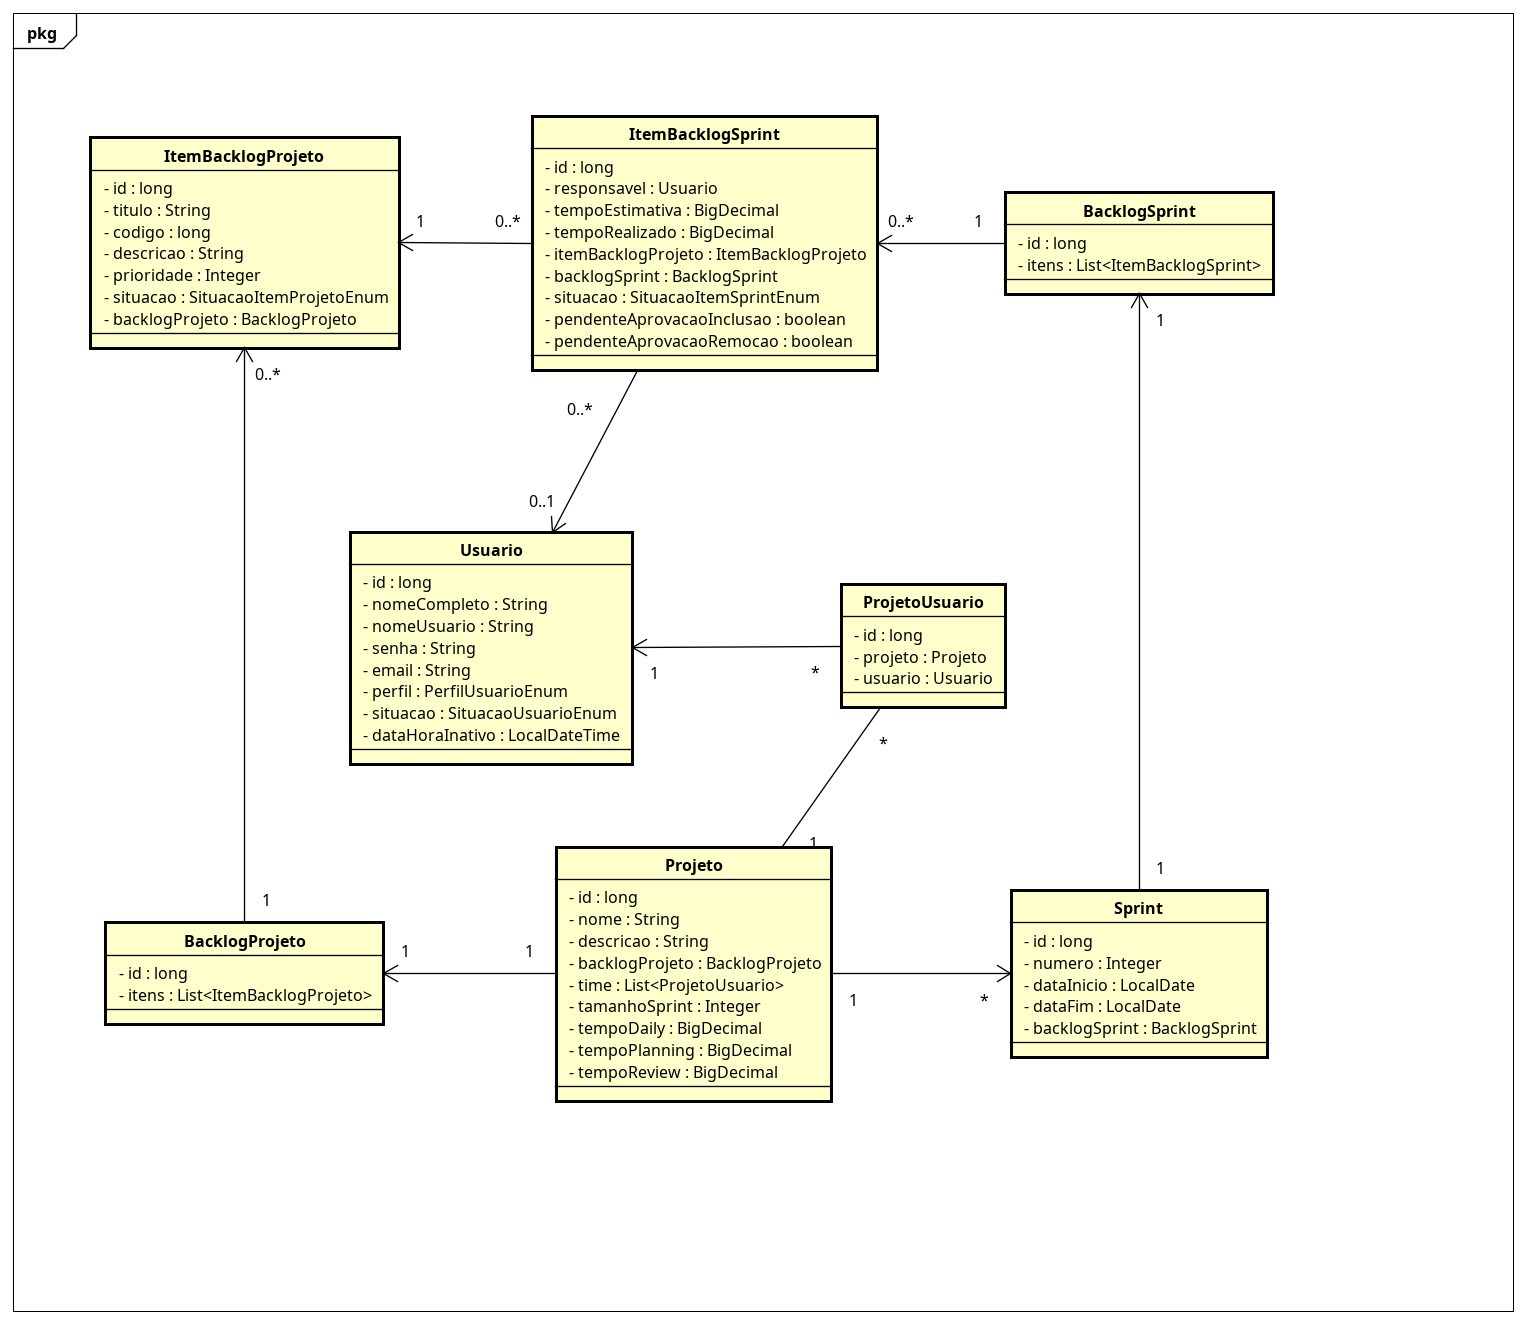 pkg
ItemBacklogProjeto
- id : long
- titulo : String
- codigo : long
- descricao : String
- prioridade : Integer
- situacao : SituacaoItemProjetoEnum
- backlogProjeto : BacklogProjeto
1
0..*
ItemBacklogSprint
- id : long
- responsavel : Usuario
- tempoEstimativa : BigDecimal
- tempoRealizado : BigDecimal
- itemBacklogProjeto : ItemBacklogProjeto
- backlogSprint : BacklogSprint
- situacao : SituacaoItemSprintEnum
- pendenteAprovacaoInclusao : boolean
- pendenteAprovacaoRemocao : boolean
0..*
1
BacklogSprint
- id : long
- itens : List<ItemBacklogSprint>
1
0..*
0..*
0..1
Usuario
- id : long
- nomeCompleto : String
- nomeUsuario : String
- senha : String
- email : String
- perfil : PerfilUsuarioEnum
- situacao : SituacaoUsuarioEnum
- dataHoraInativo : LocalDateTime
1
*
ProjetoUsuario
- id : long
- projeto : Projeto
- usuario : Usuario
*
1
1
1
BacklogProjeto
- id : long
- itens : List<ItemBacklogProjeto>
1
1
Projeto
- id : long
- nome : String
- descricao : String
- backlogProjeto : BacklogProjeto
- time : List<ProjetoUsuario>
- tamanhoSprint : Integer
- tempoDaily : BigDecimal
- tempoPlanning : BigDecimal
- tempoReview : BigDecimal
1
*
Sprint
- id : long
- numero : Integer
- dataInicio : LocalDate
- dataFim : LocalDate
- backlogSprint : BacklogSprint